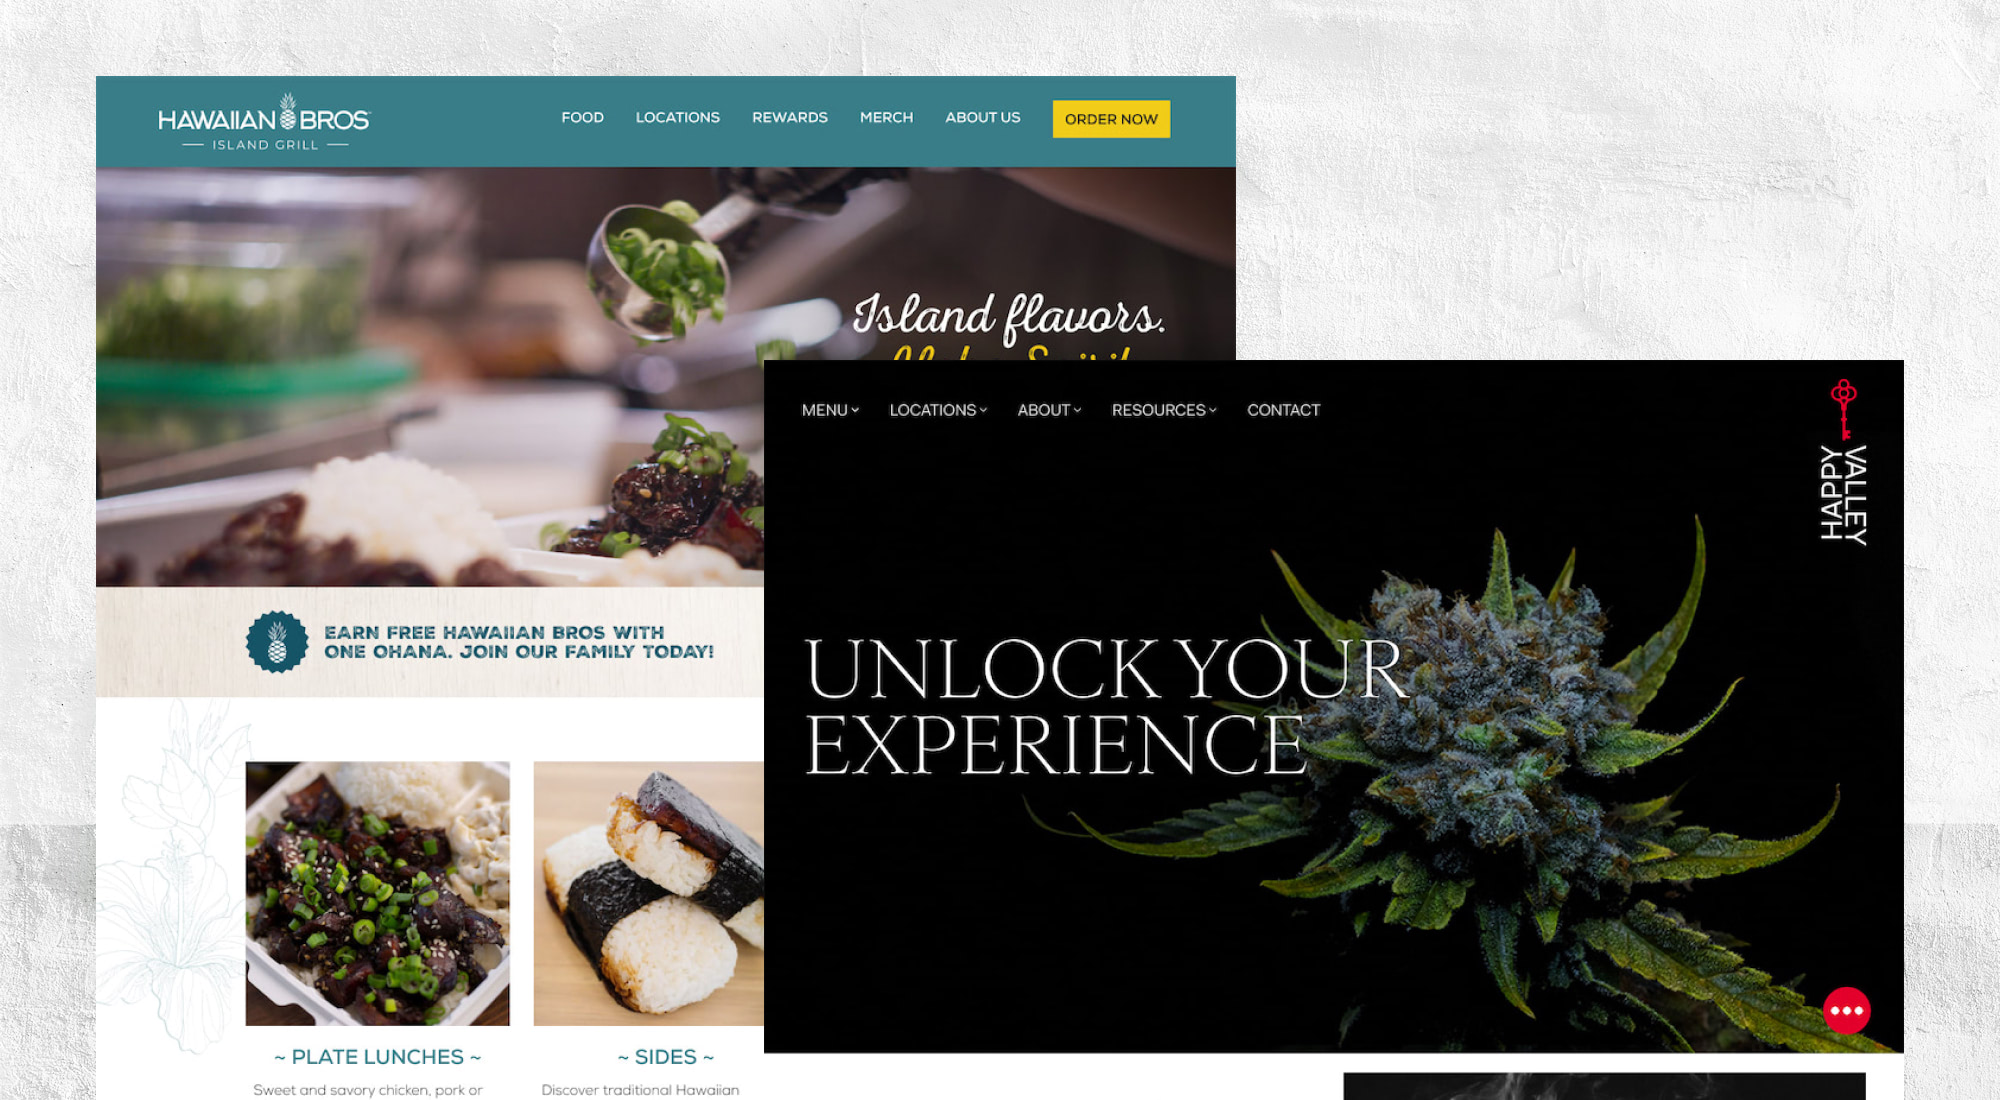 HAWAIIAN BROS
ISLAND GRILL
FOOD
LOCATIONS
REWARDS
MERCH
ABOUT US
ORDER NOW
Island flavors.
EARN FREE HAWAIIAN BROS WITH
ONE OHANA. JOIN OUR FAMILY TODAY!
~ PLATE LUNCHES ~
Sweet and savory chicken, pork or
~ SIDES ~
Discover traditional Hawaiian
MENU
LOCATIONS
ABOUT
RESOURCES
CONTACT
HAPPY
VALLEY
UNLOCK YOUR
EXPERIENCE